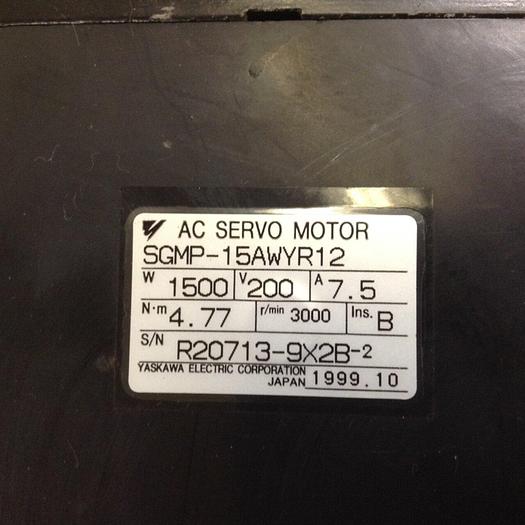 AC SERVO MOTOR
SGMP-15AWYR12
W 1500 V 200 A 7.5
N·m 4.77 r/min 3000 Ins. B
S/N R20713-9X2B-2
YASKAWA ELECTRIC CORPORATION
JAPAN 1999.10